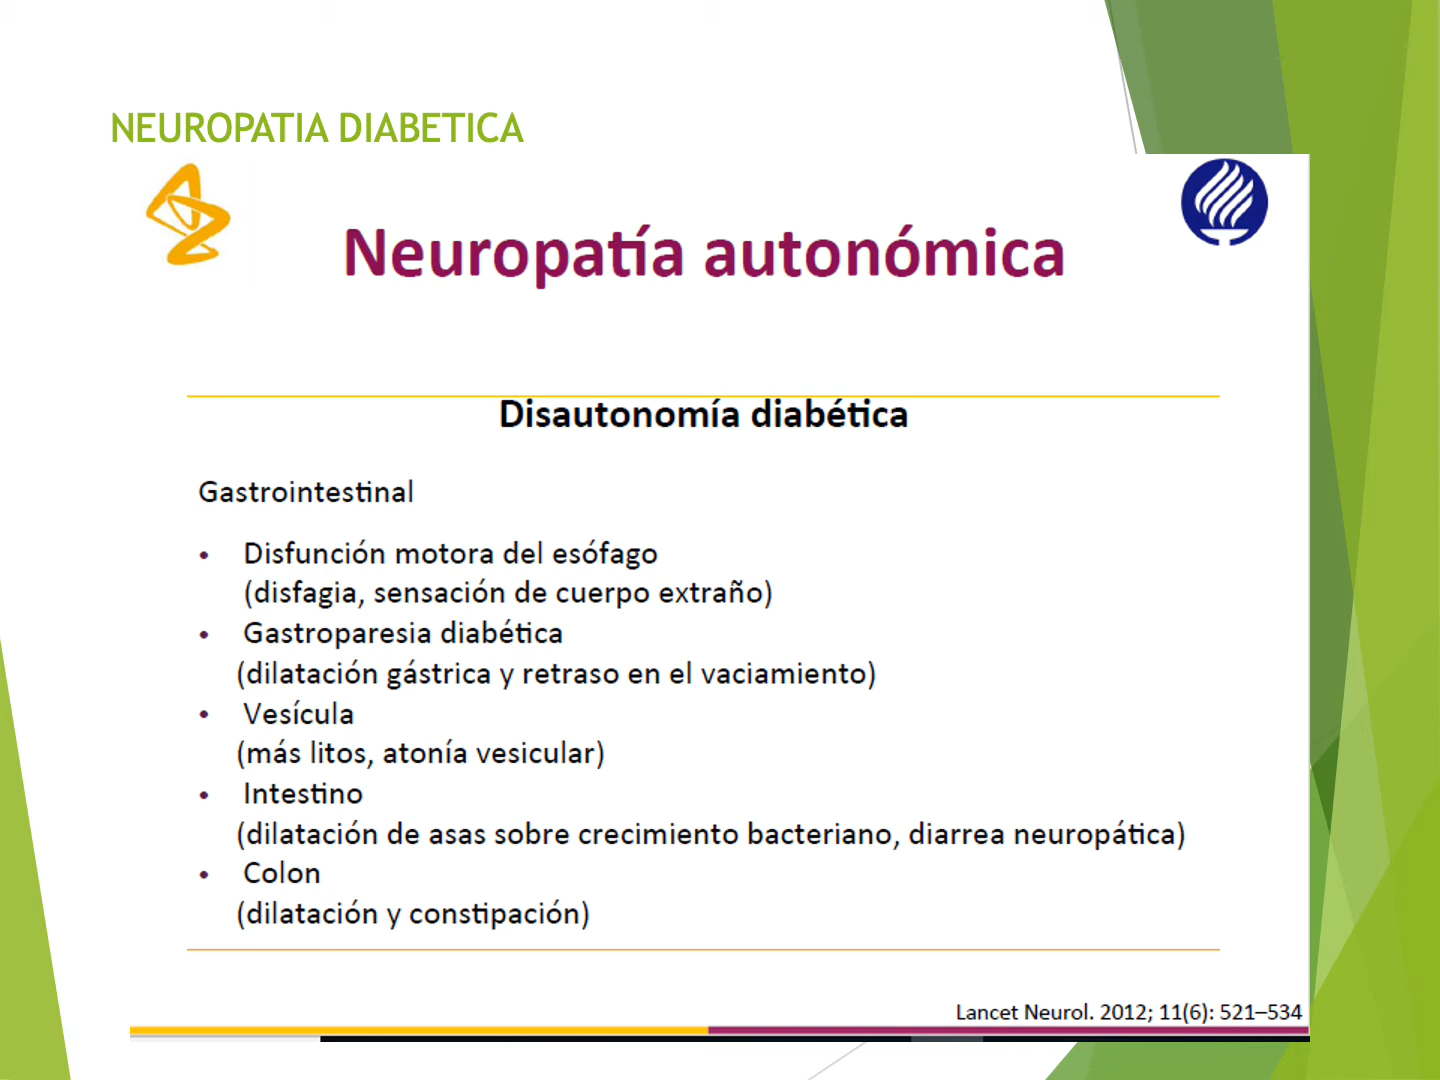 NEUROPATIA DIABETICA
Neuropatía autonómica
Disautonomía diabética
Gastrointestinal
• Disfunción motora del esófago
(disfagia, sensación de cuerpo extraño)
• Gastroparesia diabética
(dilatación gástrica y retraso en el vaciamiento)
• Vesícula
(más litos, atonía vesicular)
• Intestino
(dilatación de asas sobre crecimiento bacteriano, diarrea neuropática)
• Colon
(dilatación y constipación)
Lancet Neurol. 2012; 11(6): 521–534